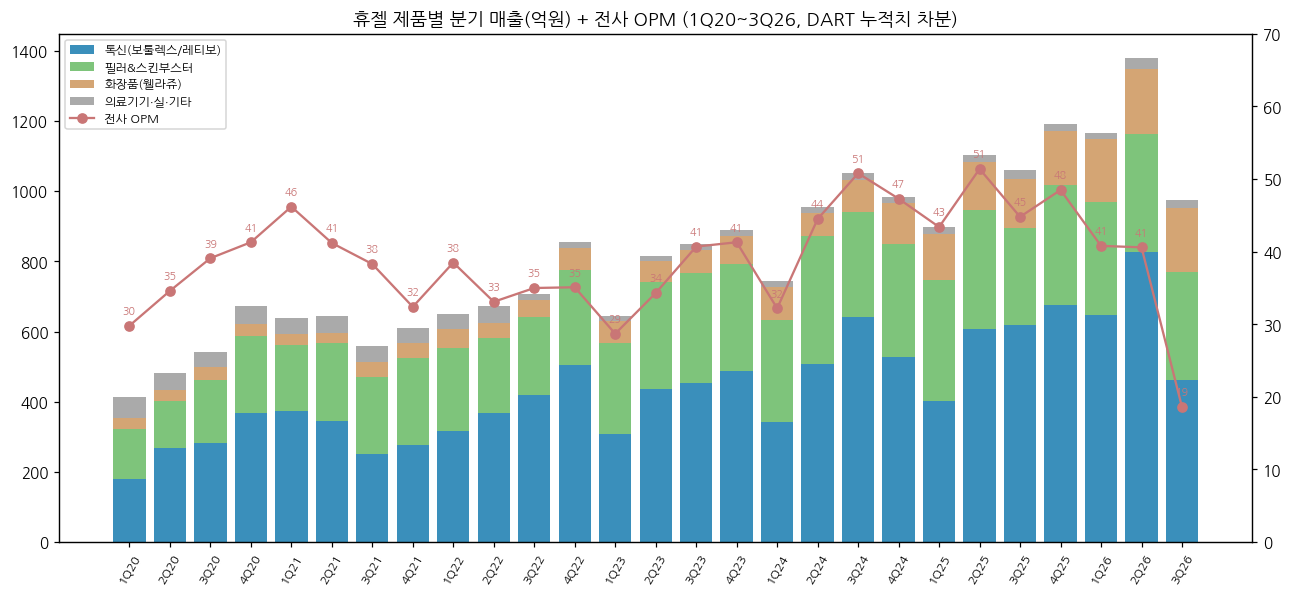 휴젤 제품별 분기 매출(억원) + 전사 OPM (1Q20~3Q26, DART 누적치 차분)
톡신(보툴렉스/레티보)
필러&스킨부스터
화장품(웰라쥬)
의료기기·실·기타
전사 OPM
1400
1200
1000
800
600
400
200
0
70
60
50
40
30
20
10
0
30
35
39
41
46
41
38
32
38
33
35
35
29
34
41
41
32
44
51
47
43
51
45
48
41
41
19
1Q20
2Q20
3Q20
4Q20
1Q21
2Q21
3Q21
4Q21
1Q22
2Q22
3Q22
4Q22
1Q23
2Q23
3Q23
4Q23
1Q24
2Q24
3Q24
4Q24
1Q25
2Q25
3Q25
4Q25
1Q26
2Q26
3Q26